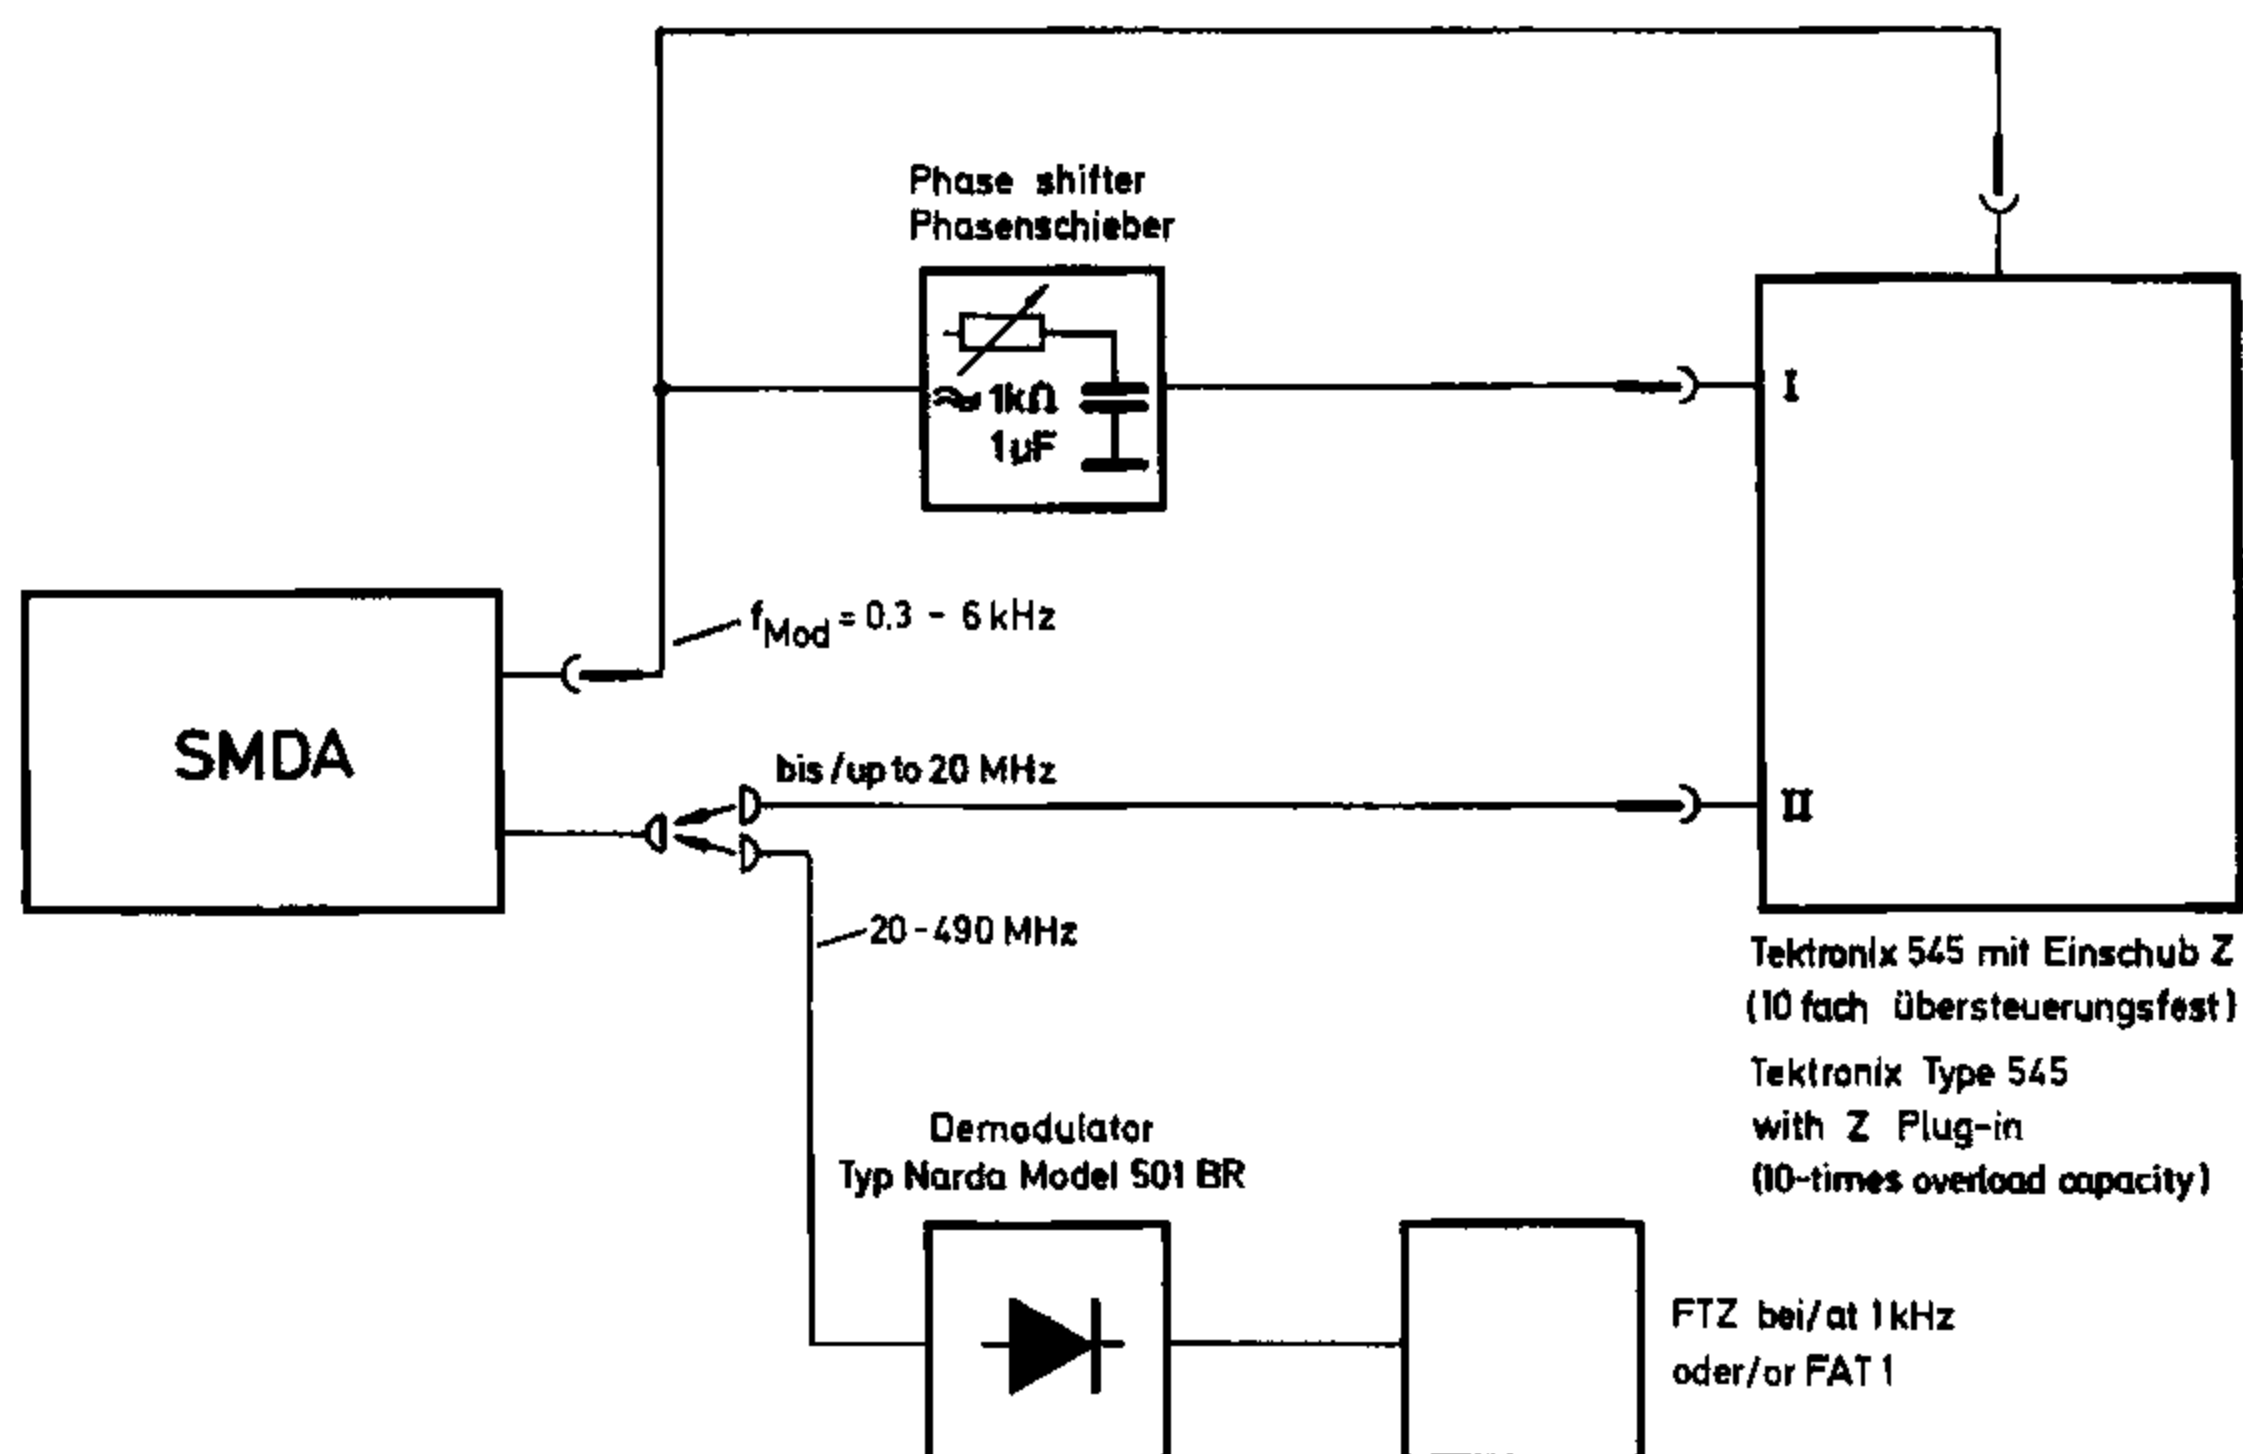 Phase shifter
Phasenschieber
≈ 1kΩ
1µF
I
fMod = 0.3 - 6 kHz
SMDA
bis/up to 20 MHz
II
20-490 MHz
Tektronix 545 mit Einschub Z
(10 fach übersteuerungsfest)
Tektronix Type 545
with Z Plug-in
(10-times overload capacity)
Demodulator
Typ Narda Model 501 BR
FTZ bei/at 1kHz
oder/or FAT 1